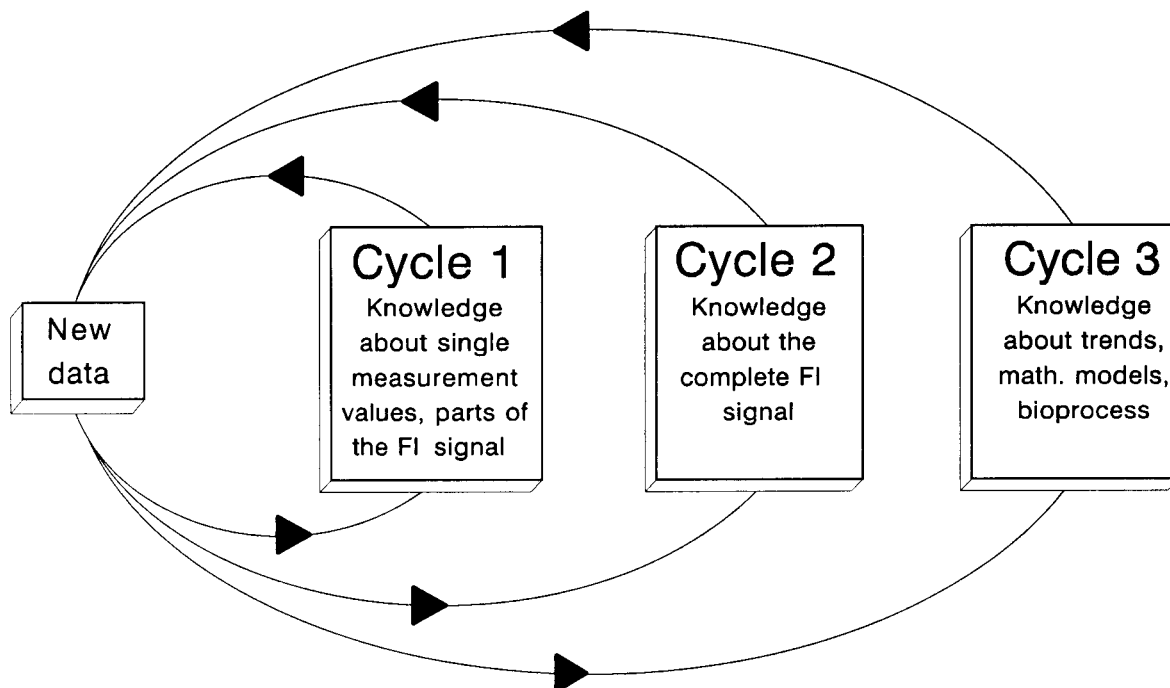 New
data
Cycle 1
Knowledge
about single
measurement
values, parts of
the FI signal
Cycle 2
Knowledge
about the
complete FI
signal
Cycle 3
Knowledge
about trends,
math. models,
bioprocess